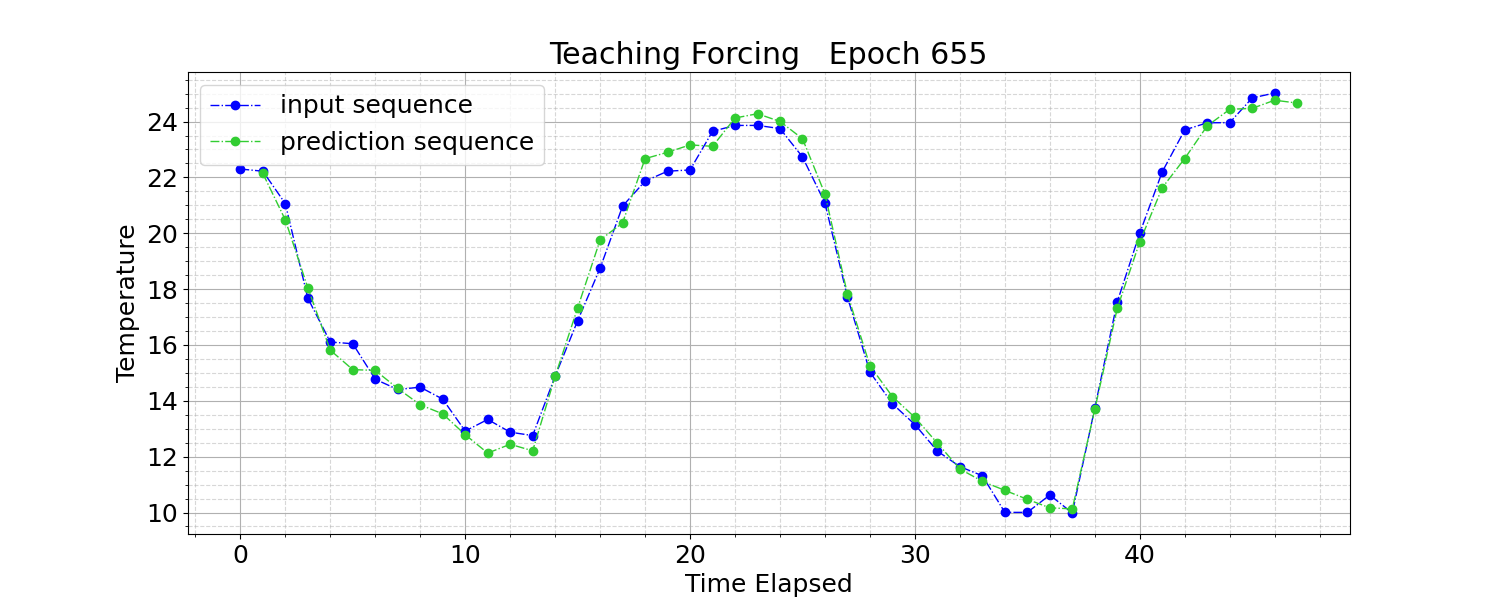 Teaching Forcing   Epoch 655
input sequence
prediction sequence
Temperature
24
22
20
18
16
14
12
10
0 10 20 30 40
Time Elapsed